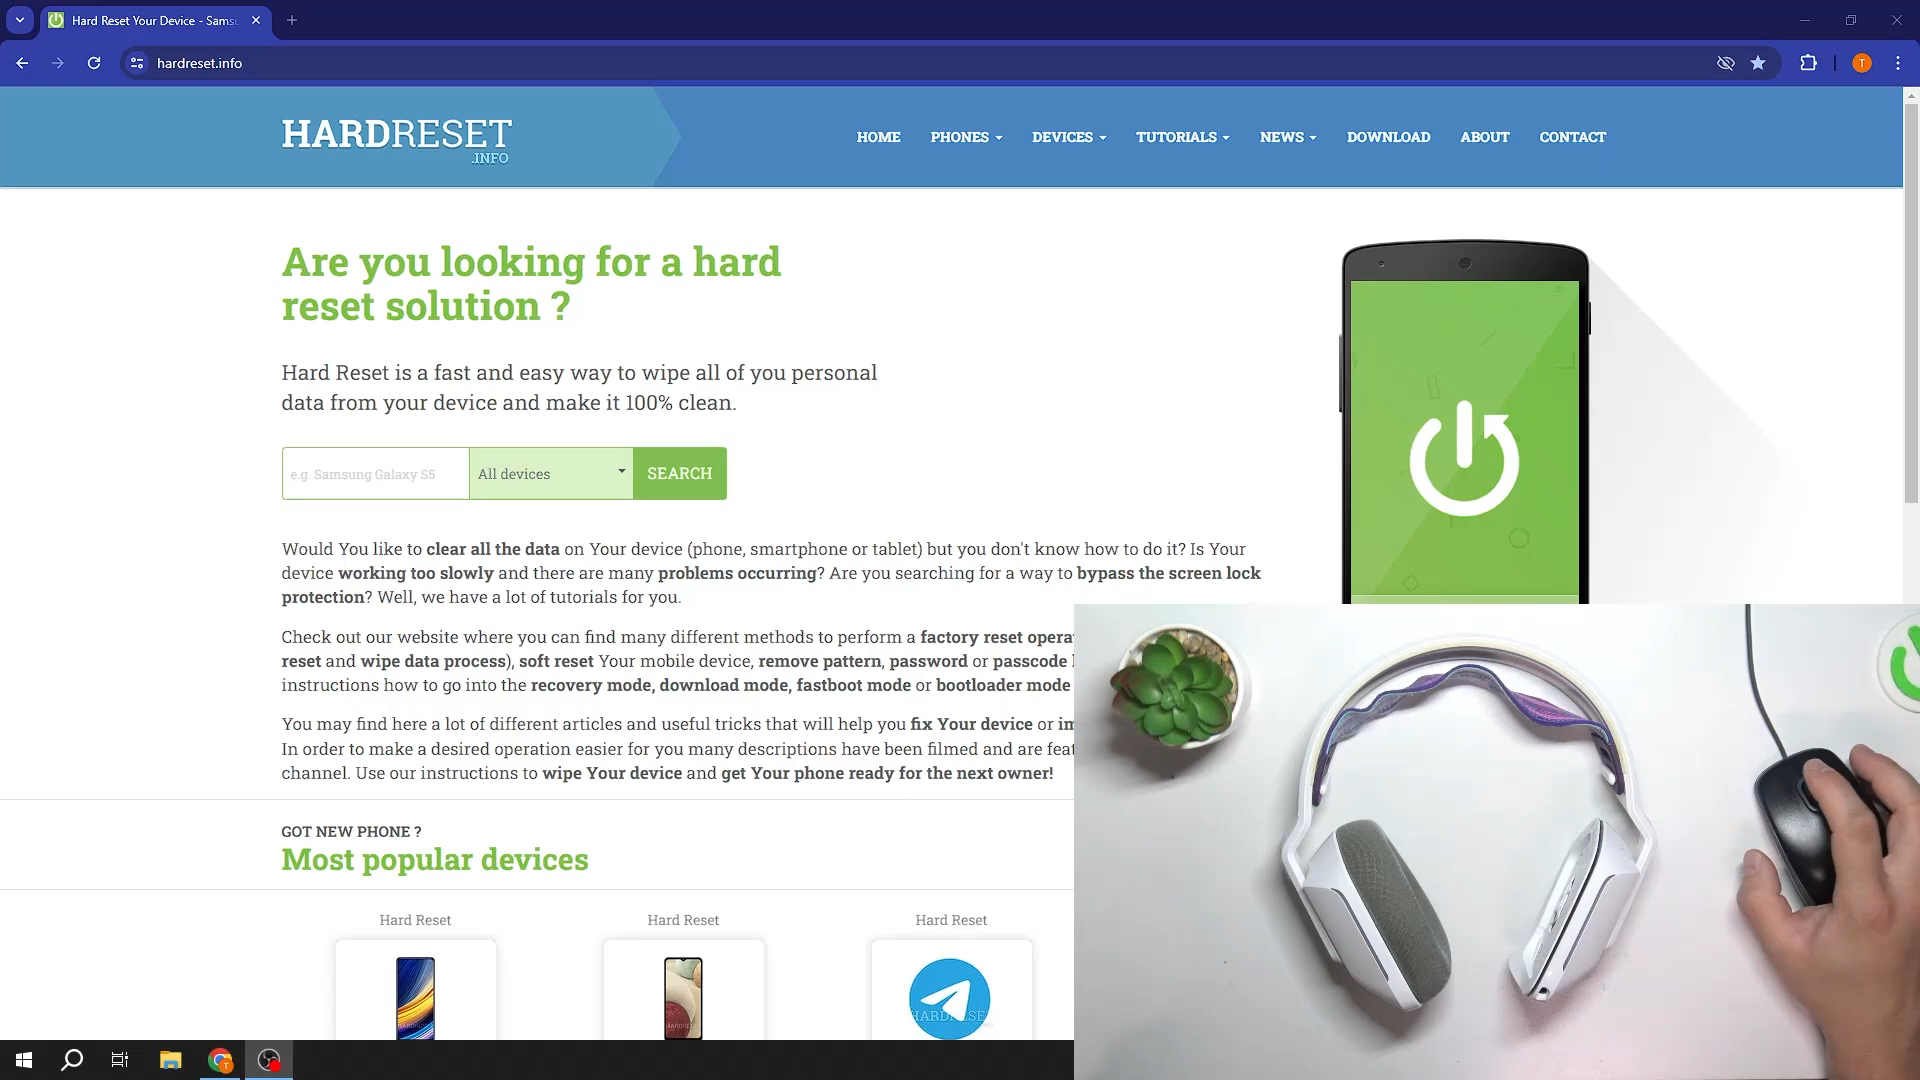 Hard Reset Your Device - Sams
hardreset.info
T
HARDRESET
.INFO
HOME PHONES DEVICES TUTORIALS NEWS DOWNLOAD ABOUT CONTACT
Are you looking for a hard
reset solution ?
Hard Reset is a fast and easy way to wipe all of you personal
data from your device and make it 100% clean.
e.g. Samsung Galaxy S5 All devices SEARCH
Would You like to clear all the data on Your device (phone, smartphone or tablet) but you don't know how to do it? Is Your
device working too slowly and there are many problems occurring? Are you searching for a way to bypass the screen lock
protection? Well, we have a lot of tutorials for you.
Check out our website where you can find many different methods to perform a factory reset opera
reset and wipe data process), soft reset Your mobile device, remove pattern, password or passcode
instructions how to go into the recovery mode, download mode, fastboot mode or bootloader mode
You may find here a lot of different articles and useful tricks that will help you fix Your device or
In order to make a desired operation easier for you many descriptions have been filmed and are
channel. Use our instructions to wipe Your device and get Your phone ready for the next owner!
GOT NEW PHONE ?
Most popular devices
Hard Reset Hard Reset Hard Reset